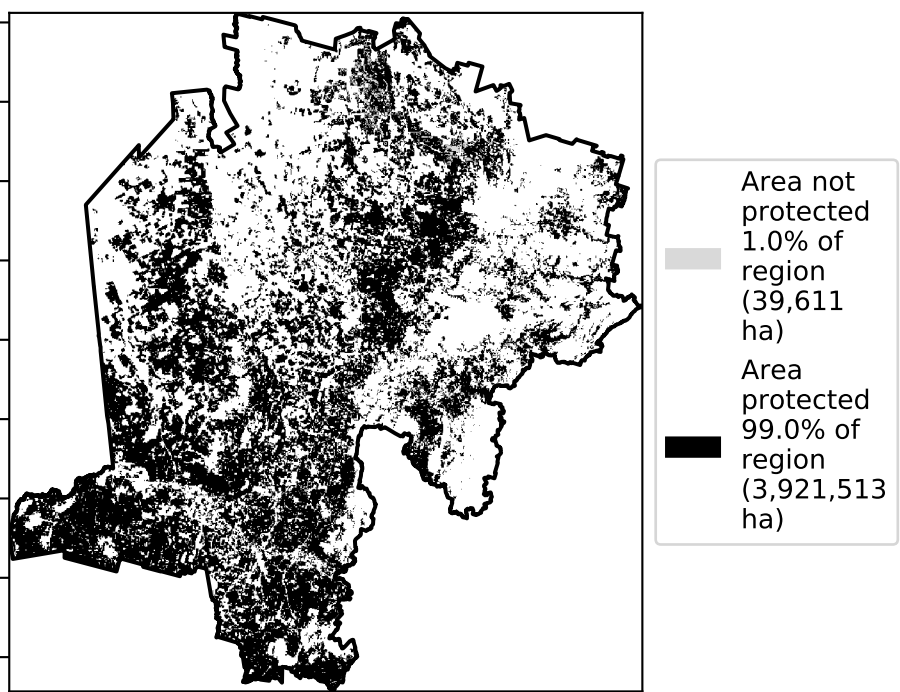 Area not
protected
1.0% of
region
(39,611
ha)
Area
protected
99.0% of
region
(3,921,513
ha)